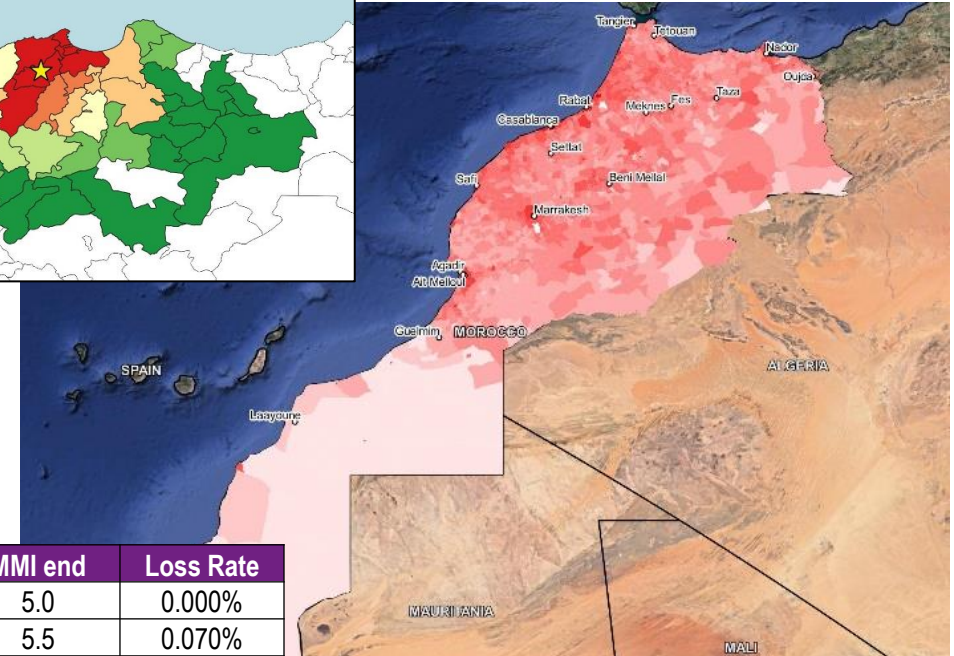 Tangier
Tetouan
Nador
Oujda
Rabat
Meknes
Fes
Taza
Casablanca
Settat
Safi
Beni Mellal
Marrakesh
Agadir
Ait Melloul
Guelmim
MOROCCO
ALGERIA
SPAIN
Laayoune
MAURITANIA
MALI
MMI end Loss Rate
5.0 0.000%
5.5 0.070%